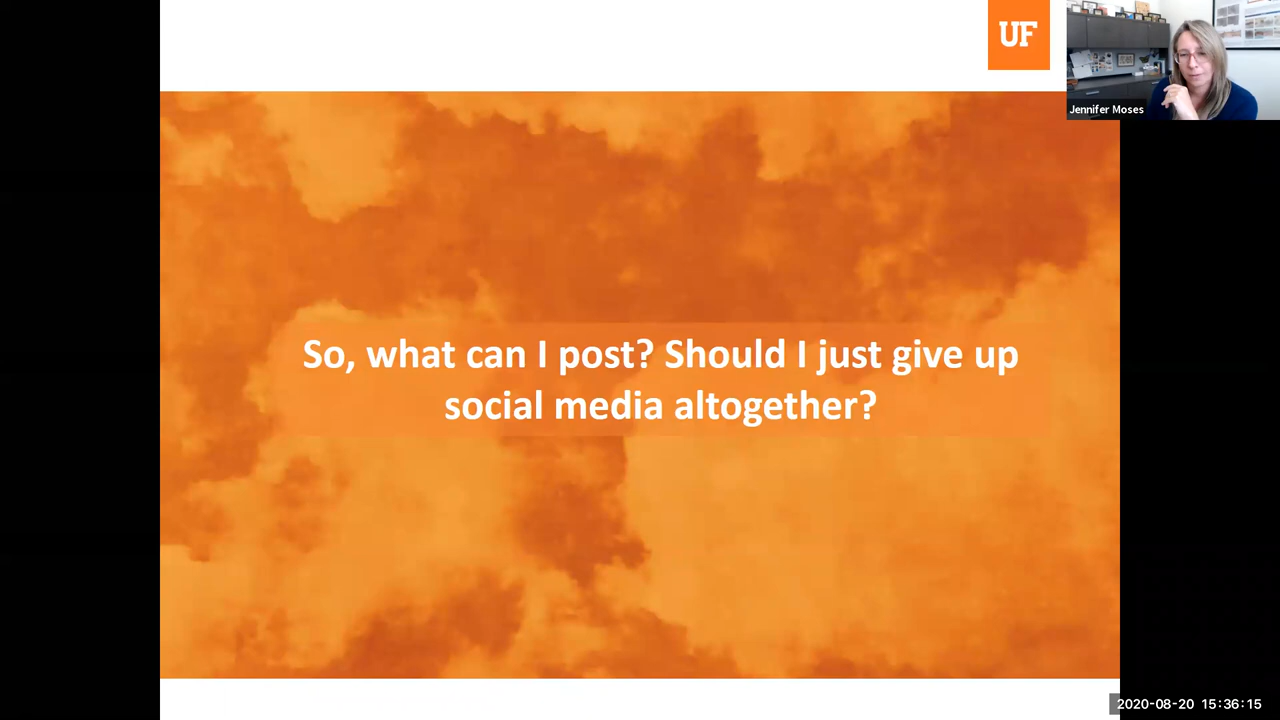 UF
Jennifer Moses
So, what can I post? Should I just give up
social media altogether?
2020-08-20 15:36:15